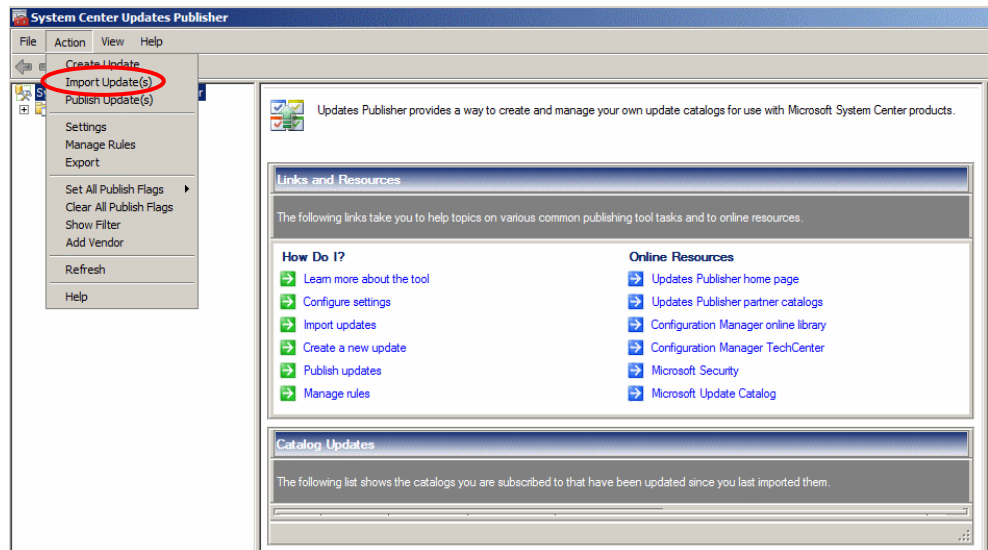 System Center Updates Publisher
File Action View Help
Create Update
Import Update(s)
Publish Update(s)
Settings
Manage Rules
Export
Set All Publish Flags
Clear All Publish Flags
Show Filter
Add Vendor
Refresh
Help
Updates Publisher provides a way to create and manage your own update catalogs for use with Microsoft System Center products.
Links and Resources
The following links take you to help topics on various common publishing tool tasks and to online resources.
How Do I?
Learn more about the tool
Configure settings
Import updates
Create a new update
Publish updates
Manage rules
Online Resources
Updates Publisher home page
Updates Publisher partner catalogs
Configuration Manager online library
Configuration Manager TechCenter
Microsoft Security
Microsoft Update Catalog
Catalog Updates
The following list shows the catalogs you are subscribed to that have been updated since you last imported them.